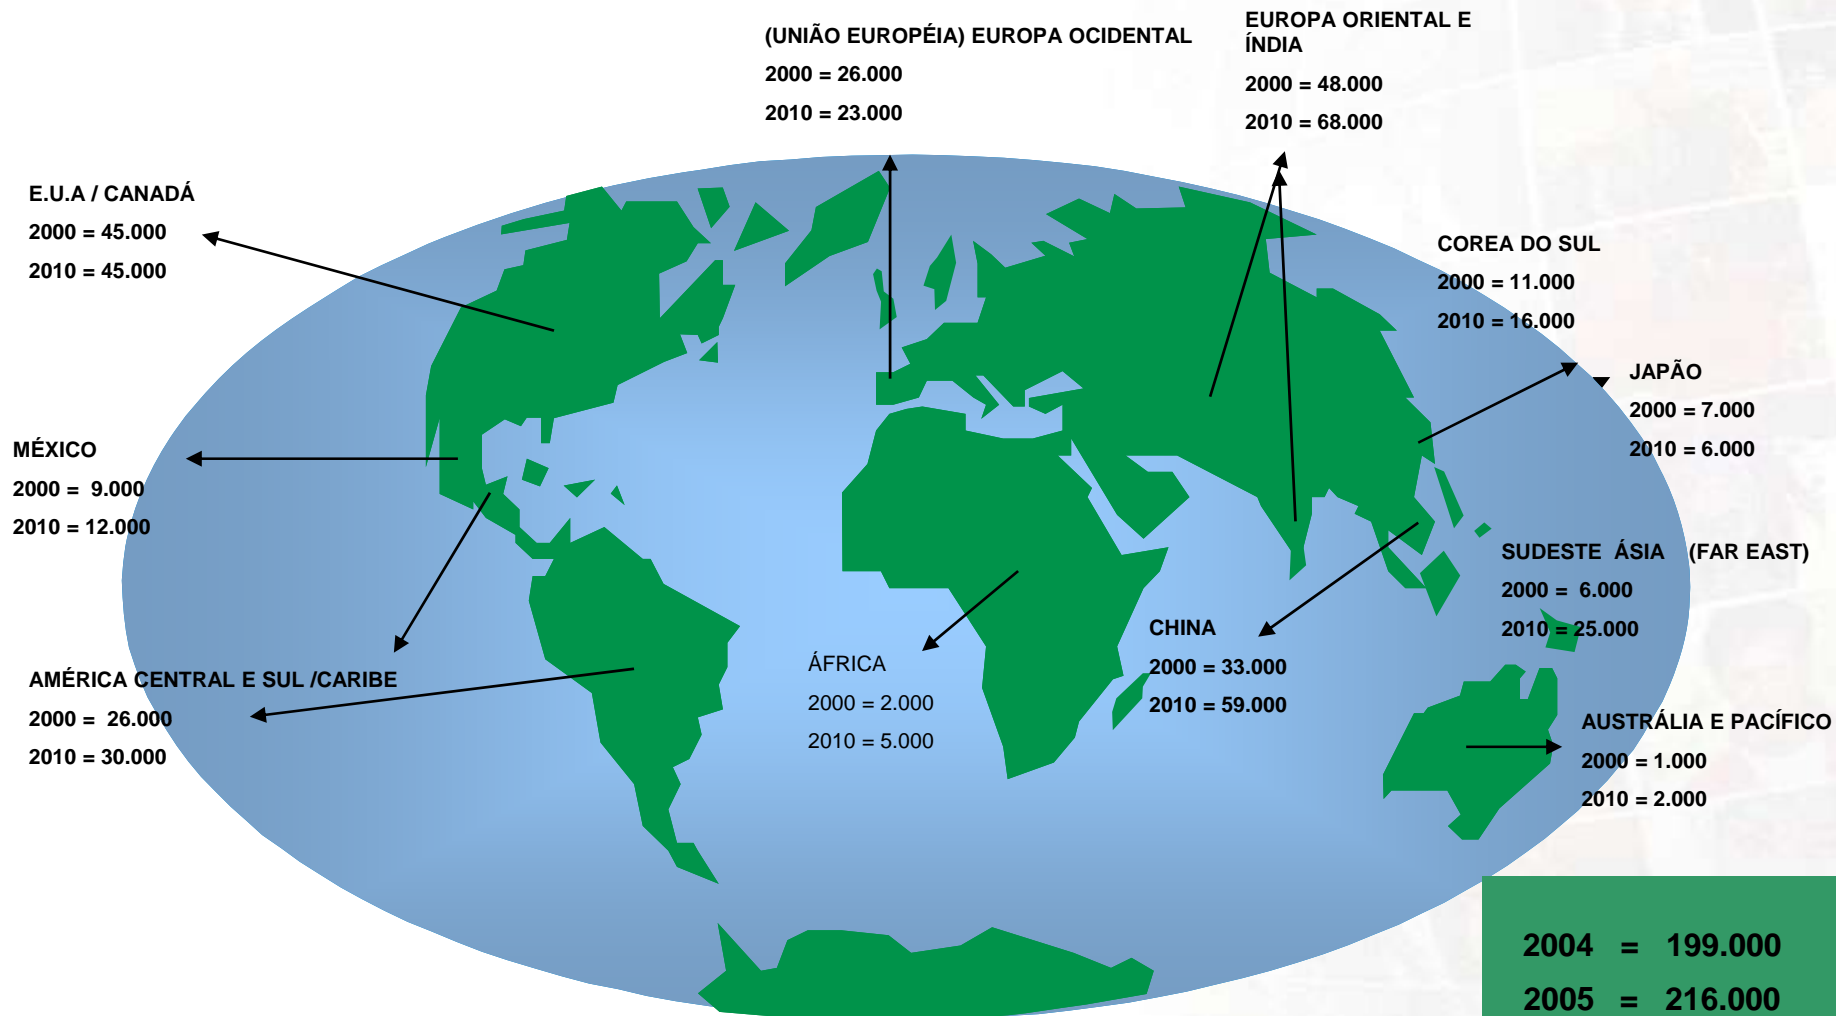 (UNIÃO EUROPÉIA) EUROPA OCIDENTAL
2000 = 26.000
2010 = 23.000
EUROPA ORIENTAL E
ÍNDIA
2000 = 48.000
2010 = 68.000
E.U.A / CANADÁ
2000 = 45.000
2010 = 45.000
COREA DO SUL
2000 = 11.000
2010 = 16.000
JAPÃO
2000 = 7.000
2010 = 6.000
MÉXICO
2000 = 9.000
2010 = 12.000
SUDESTE ÁSIA (FAR EAST)
2000 = 6.000
2010 = 25.000
CHINA
2000 = 33.000
2010 = 59.000
ÁFRICA
2000 = 2.000
2010 = 5.000
AMÉRICA CENTRAL E SUL /CARIBE
2000 = 26.000
2010 = 30.000
AUSTRÁLIA E PACÍFICO
2000 = 1.000
2010 = 2.000
2004 = 199.000
2005 = 216.000